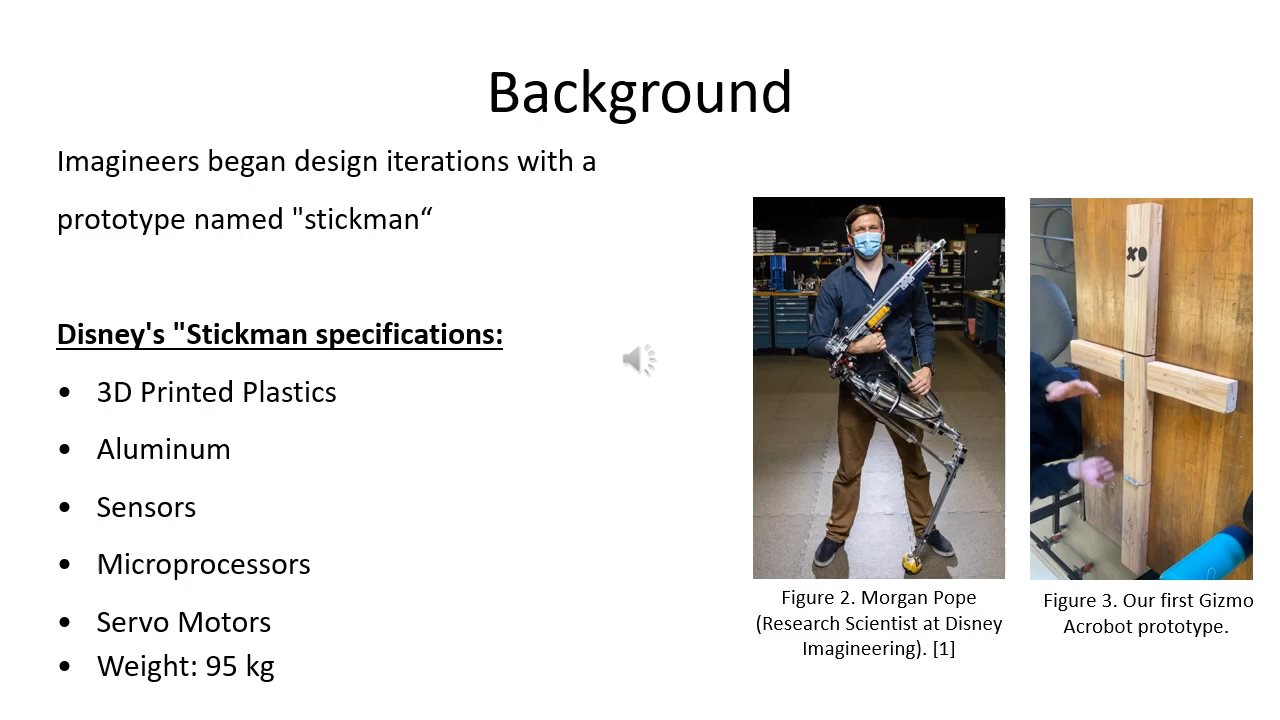 Background
Imagineers began design iterations with a
prototype named "stickman“
Disney's "Stickman specifications:
• 3D Printed Plastics
• Aluminum
• Sensors
• Microprocessors
• Servo Motors
• Weight: 95 kg
Figure 2. Morgan Pope
(Research Scientist at Disney
Imagineering). [1]
Figure 3. Our first Gizmo
Acrobot prototype.